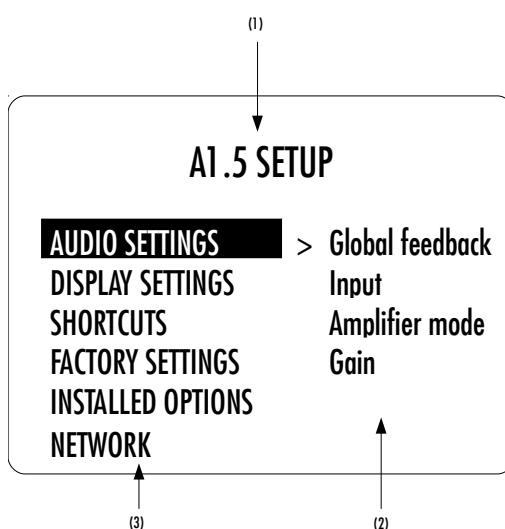 (1)
A1.5 SETUP
AUDIO SETTINGS > Global feedback
DISPLAY SETTINGS Input
SHORTCUTS Amplifier mode
FACTORY SETTINGS Gain
INSTALLED OPTIONS
NETWORK
(3) (2)